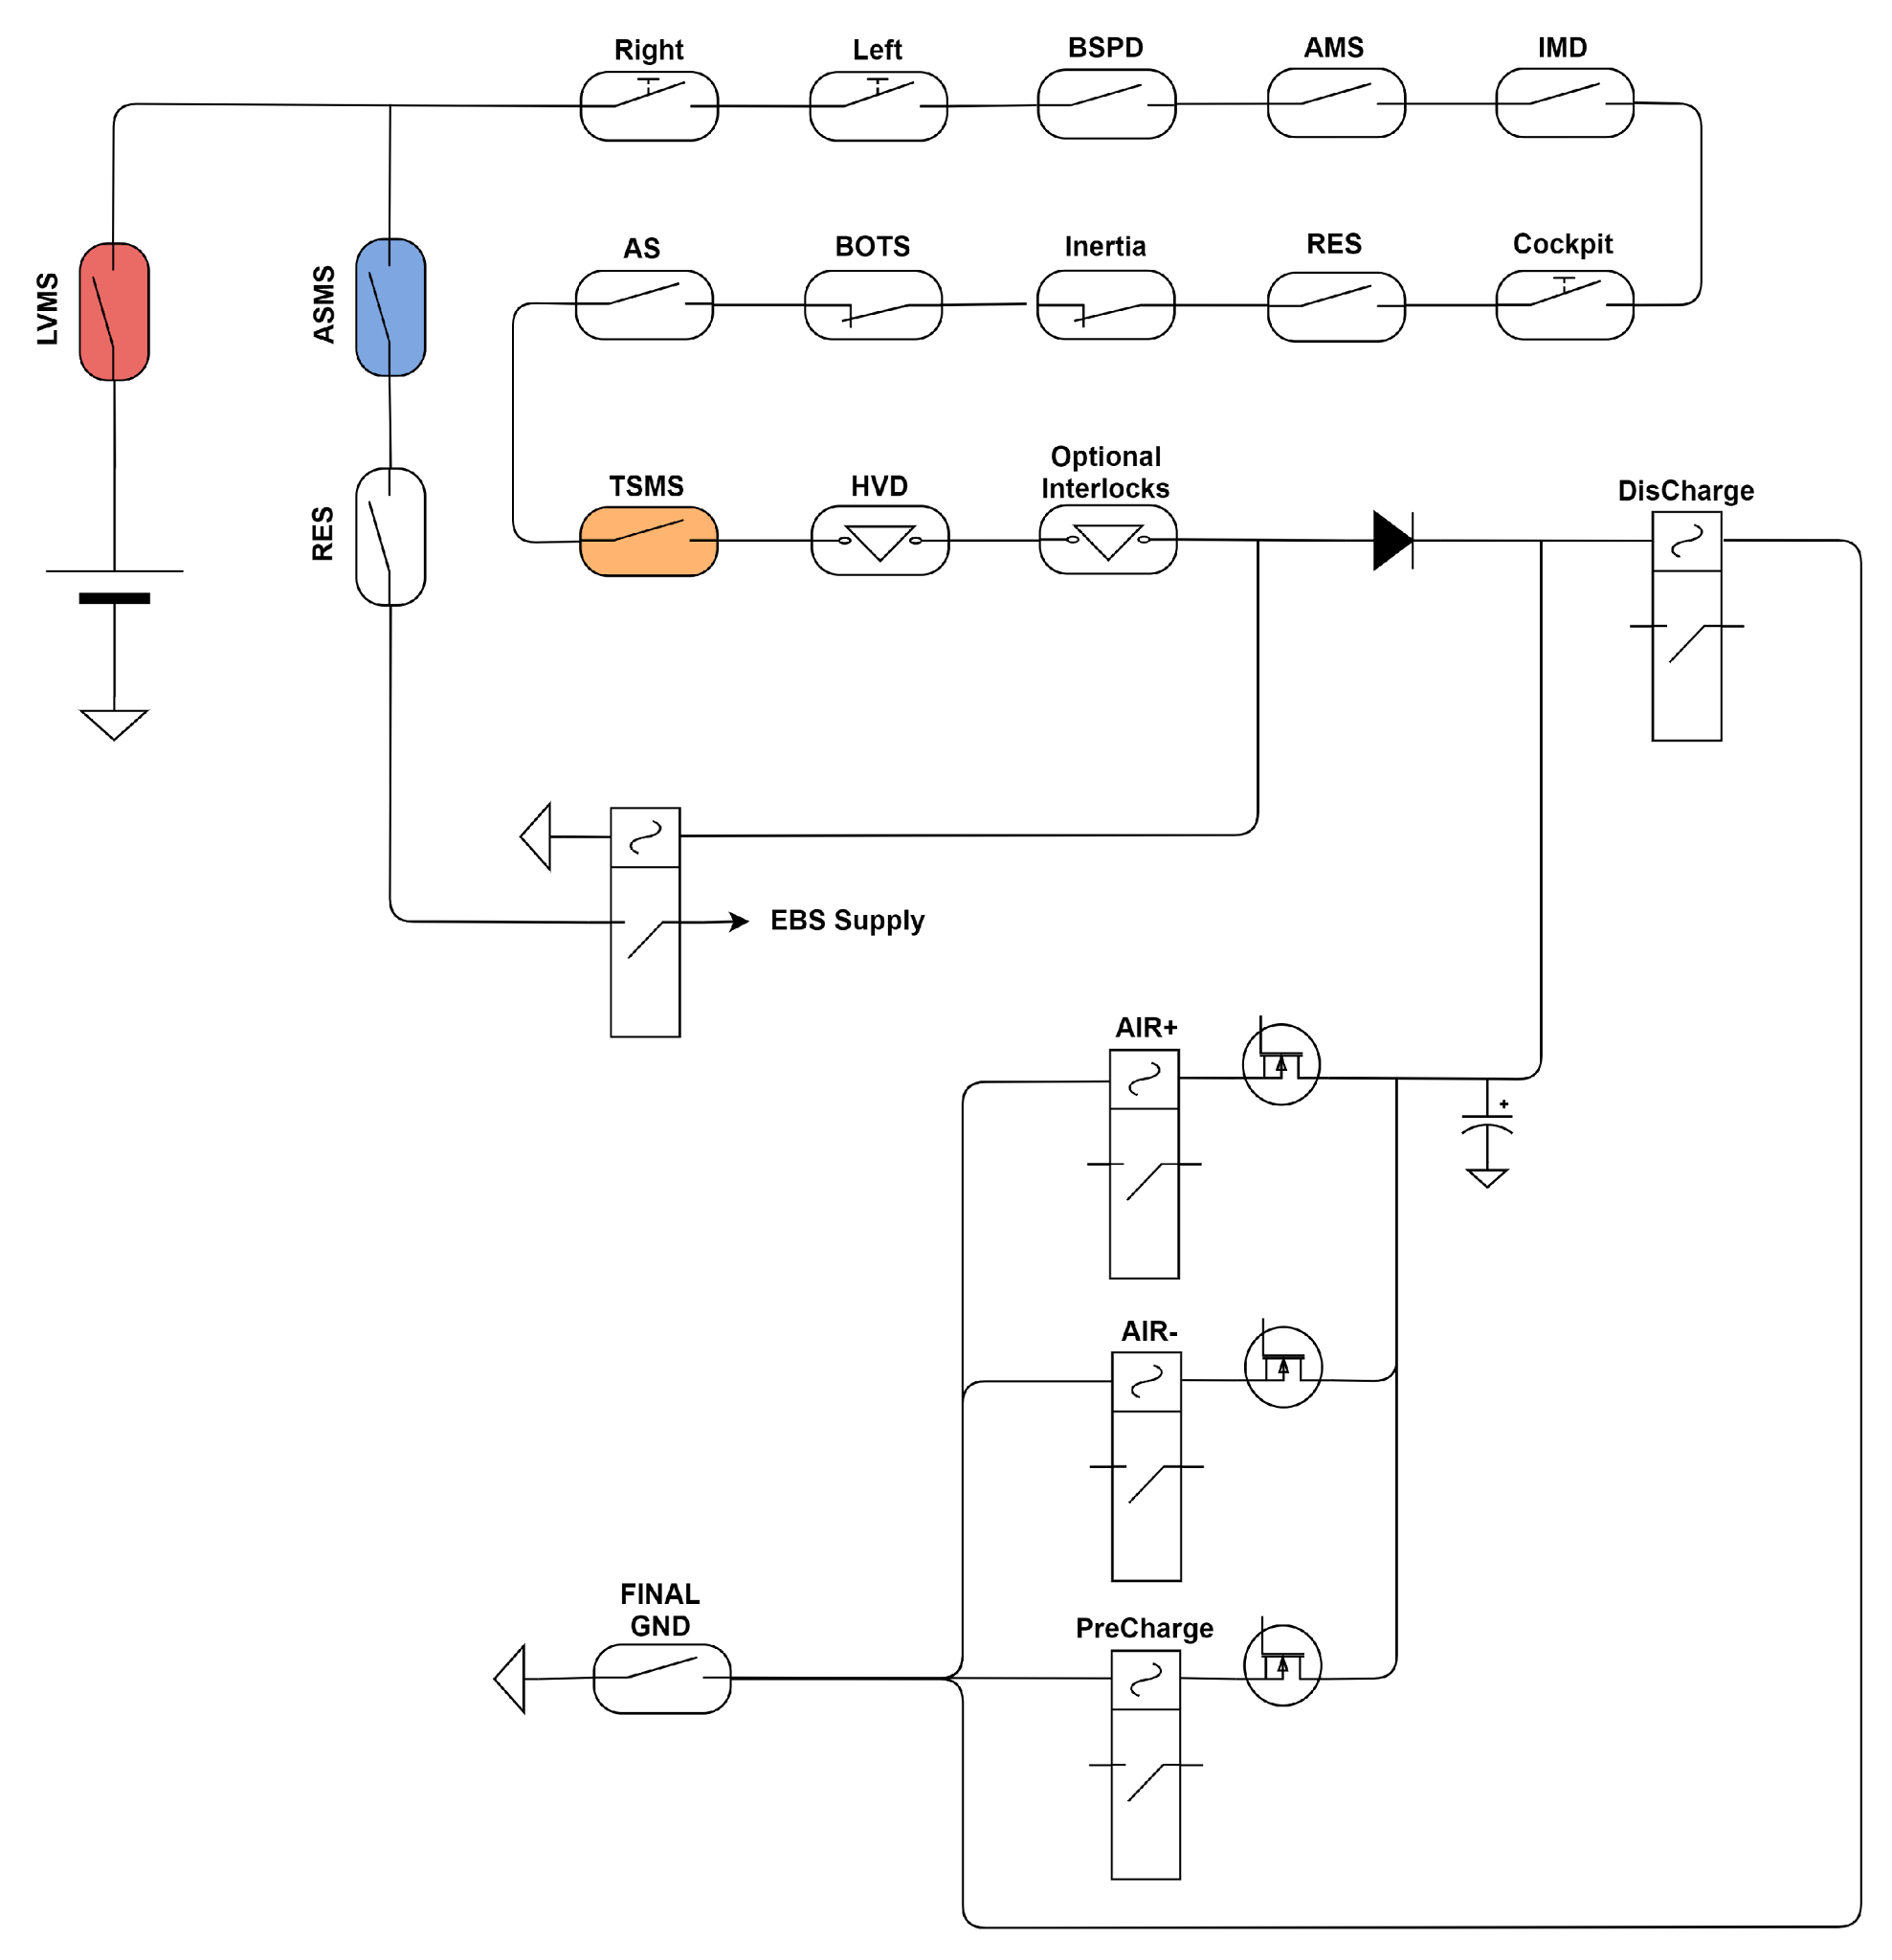 Right
Left
BSPD
AMS
IMD
LVMS
ASMS
AS
BOTS
Inertia
RES
Cockpit
RES
TSMS
HVD
Optional
Interlocks
DisCharge
EBS Supply
AIR+
+
AIR-
FINAL
GND
PreCharge